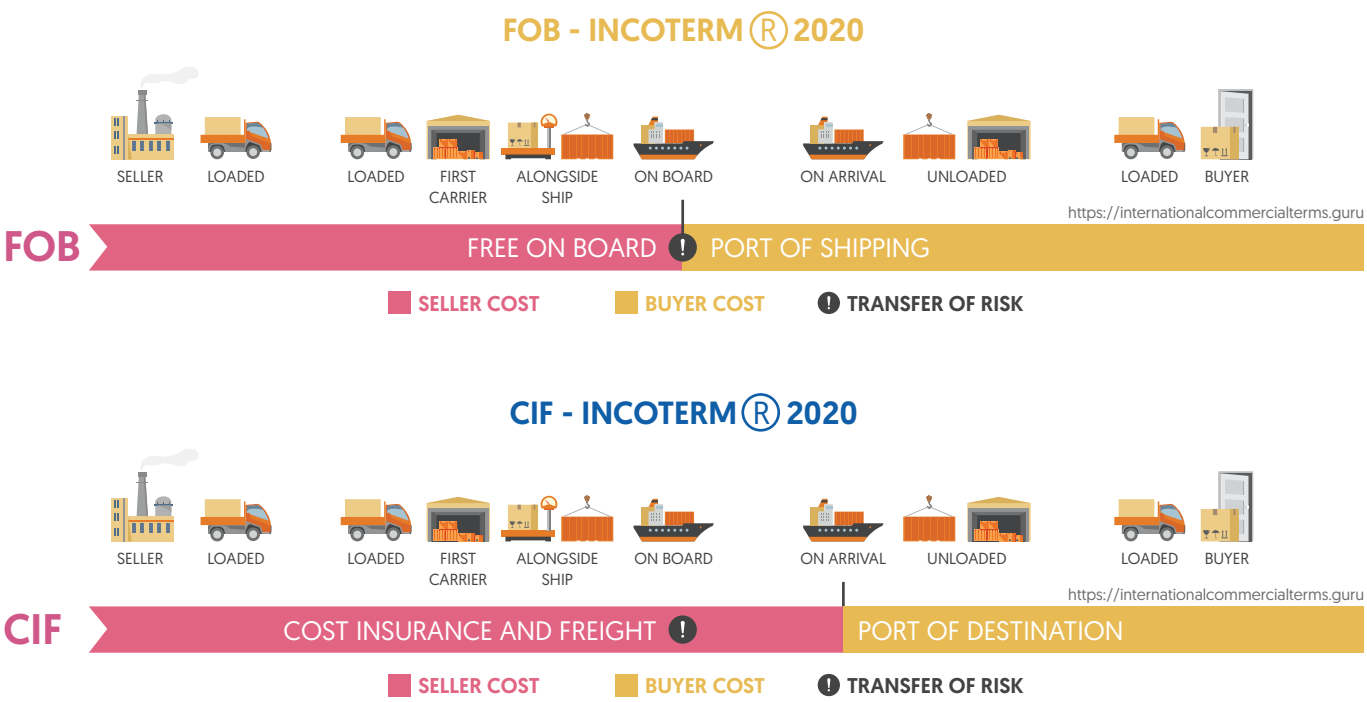 FOB - INCOTERM® 2020
SELLER LOADED LOADED FIRST CARRIER ALONGSIDE SHIP ON BOARD ON ARRIVAL UNLOADED LOADED BUYER
https://internationalcommercialterms.guru
FOB FREE ON BOARD ! PORT OF SHIPPING
SELLER COST BUYER COST ! TRANSFER OF RISK
CIF - INCOTERM® 2020
SELLER LOADED LOADED FIRST CARRIER ALONGSIDE SHIP ON BOARD ON ARRIVAL UNLOADED LOADED BUYER
https://internationalcommercialterms.guru
CIF COST INSURANCE AND FREIGHT ! PORT OF DESTINATION
SELLER COST BUYER COST ! TRANSFER OF RISK